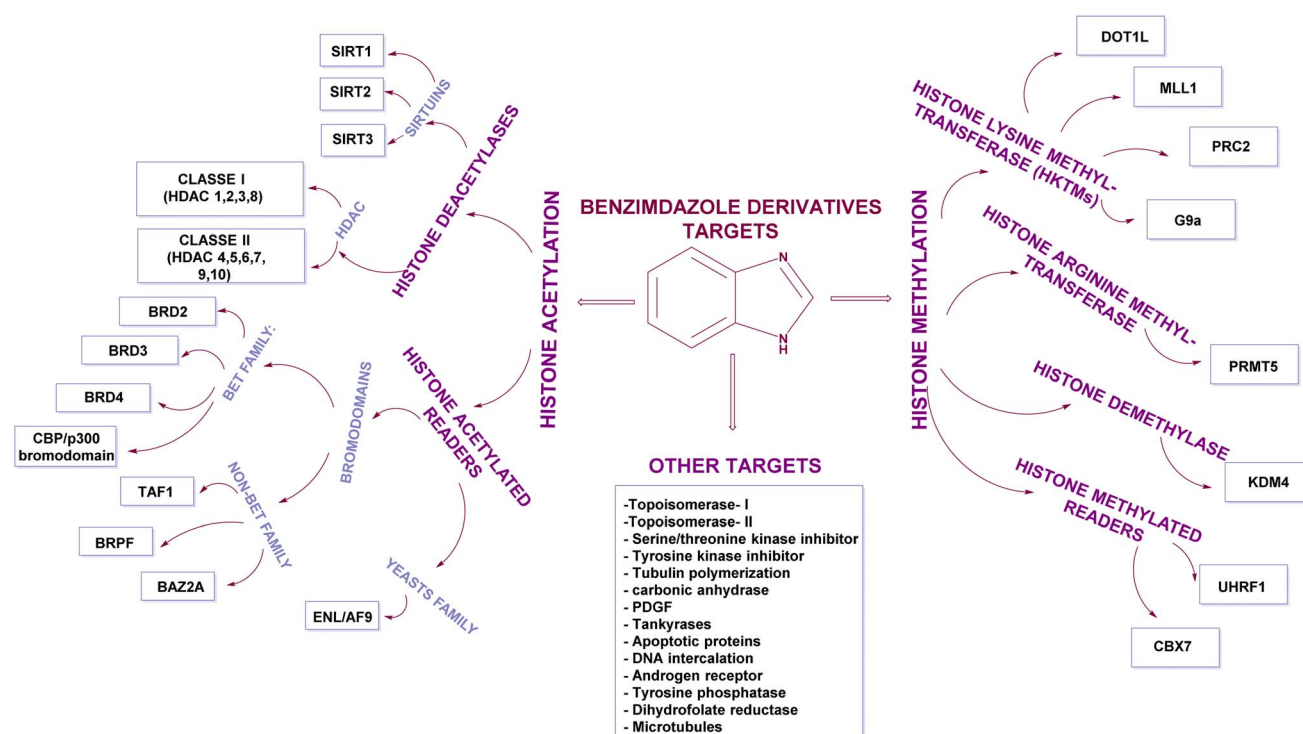 BENZIMDAZOLE DERIVATIVES
TARGETS
N
N
H
HISTONE ACETYLATION
HISTONE DEACETYLASES
SIRTUINS
SIRT1
SIRT2
SIRT3
HDAC
CLASSE I
(HDAC 1,2,3,8)
CLASSE II
(HDAC 4,5,6,7,
9,10)
HISTONE ACETYLATED
READERS
BROMODOMAINS
BET FAMILY:
BRD2
BRD3
BRD4
CBP/p300
bromodomain
NON-BET FAMILY
TAF1
BRPF
BAZ2A
YEASTS FAMILY
ENL/AF9
OTHER TARGETS
-Topoisomerase- I
-Topoisomerase- II
- Serine/threonine kinase inhibitor
- Tyrosine kinase inhibitor
- Tubulin polymerization
- carbonic anhydrase
- PDGF
- Tankyrases
- Apoptotic proteins
- DNA intercalation
- Androgen receptor
- Tyrosine phosphatase
- Dihydrofolate reductase
- Microtubules
HISTONE METHYLATION
HISTONE LYSINE METHYL-
TRANSFERASE (HKTMs)
DOT1L
MLL1
PRC2
G9a
HISTONE ARGININE METHYL-
TRANSFERASE
PRMT5
HISTONE DEMETHYLASE
KDM4
HISTONE METHYLATED
READERS
UHRF1
CBX7